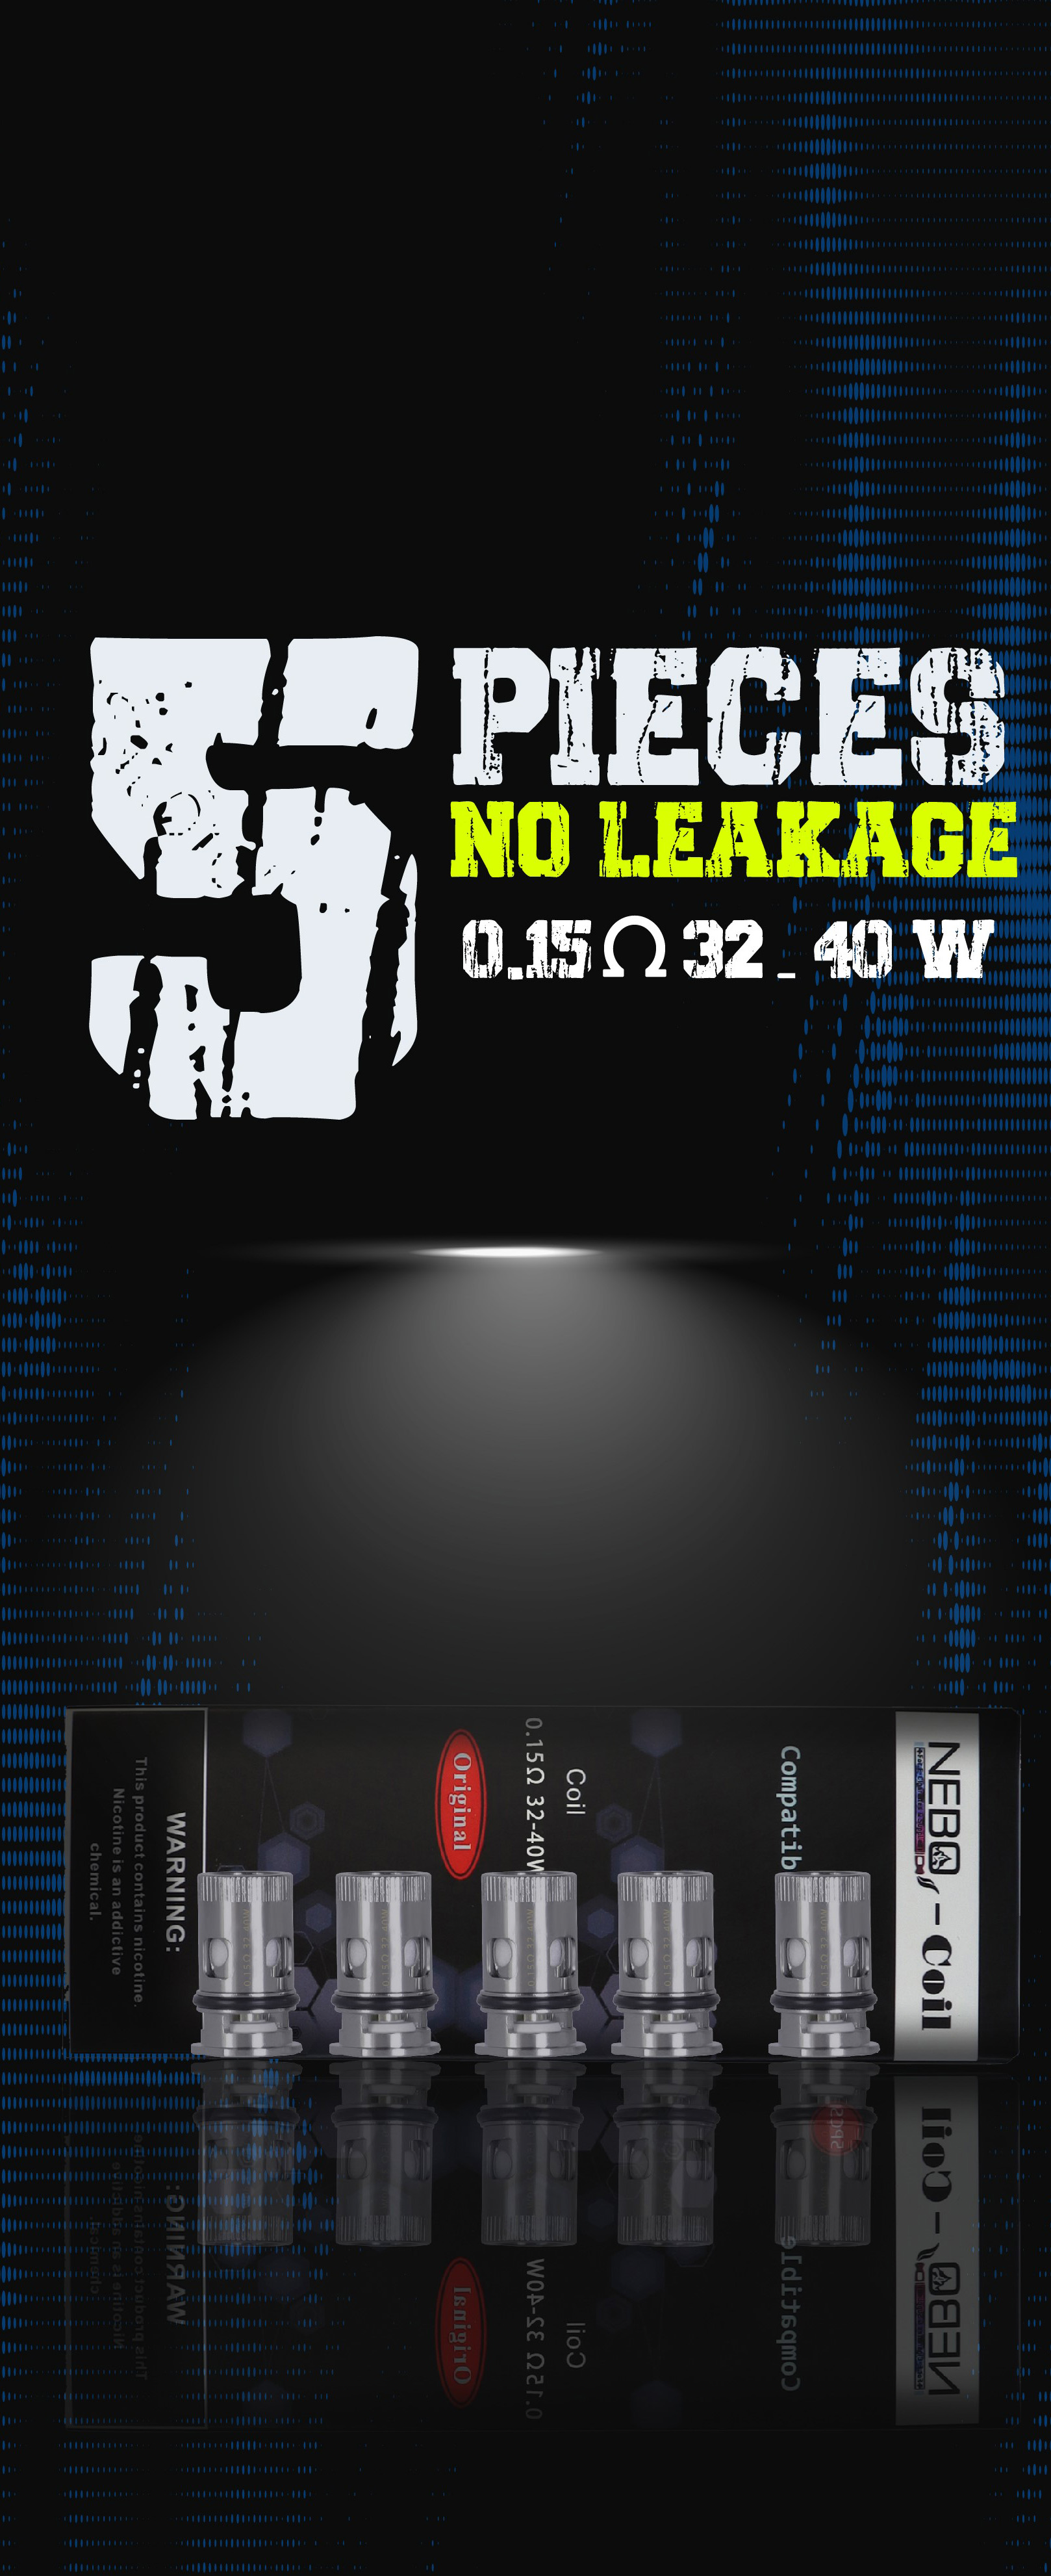 5 PIECES
NO LEAKAGE
0.15Ω 32 _ 40 W
NEBO - Coil
Compatib
Coil
0.15Ω 32-40W
Original
WARNING:
This product contains nicotine.
Nicotine is an addictive
chemical.